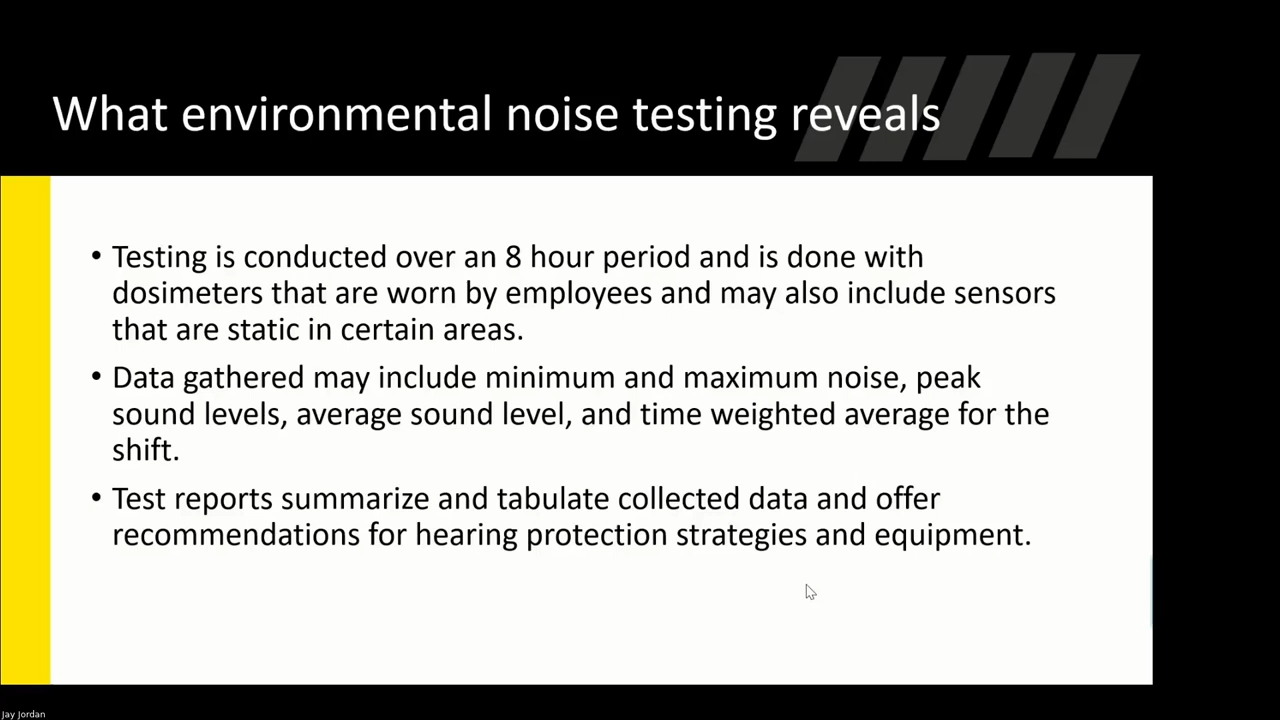 What environmental noise testing reveals
• Testing is conducted over an 8 hour period and is done with
dosimeters that are worn by employees and may also include sensors
that are static in certain areas.
• Data gathered may include minimum and maximum noise, peak
sound levels, average sound level, and time weighted average for the
shift.
• Test reports summarize and tabulate collected data and offer
recommendations for hearing protection strategies and equipment.
Jay Jordan